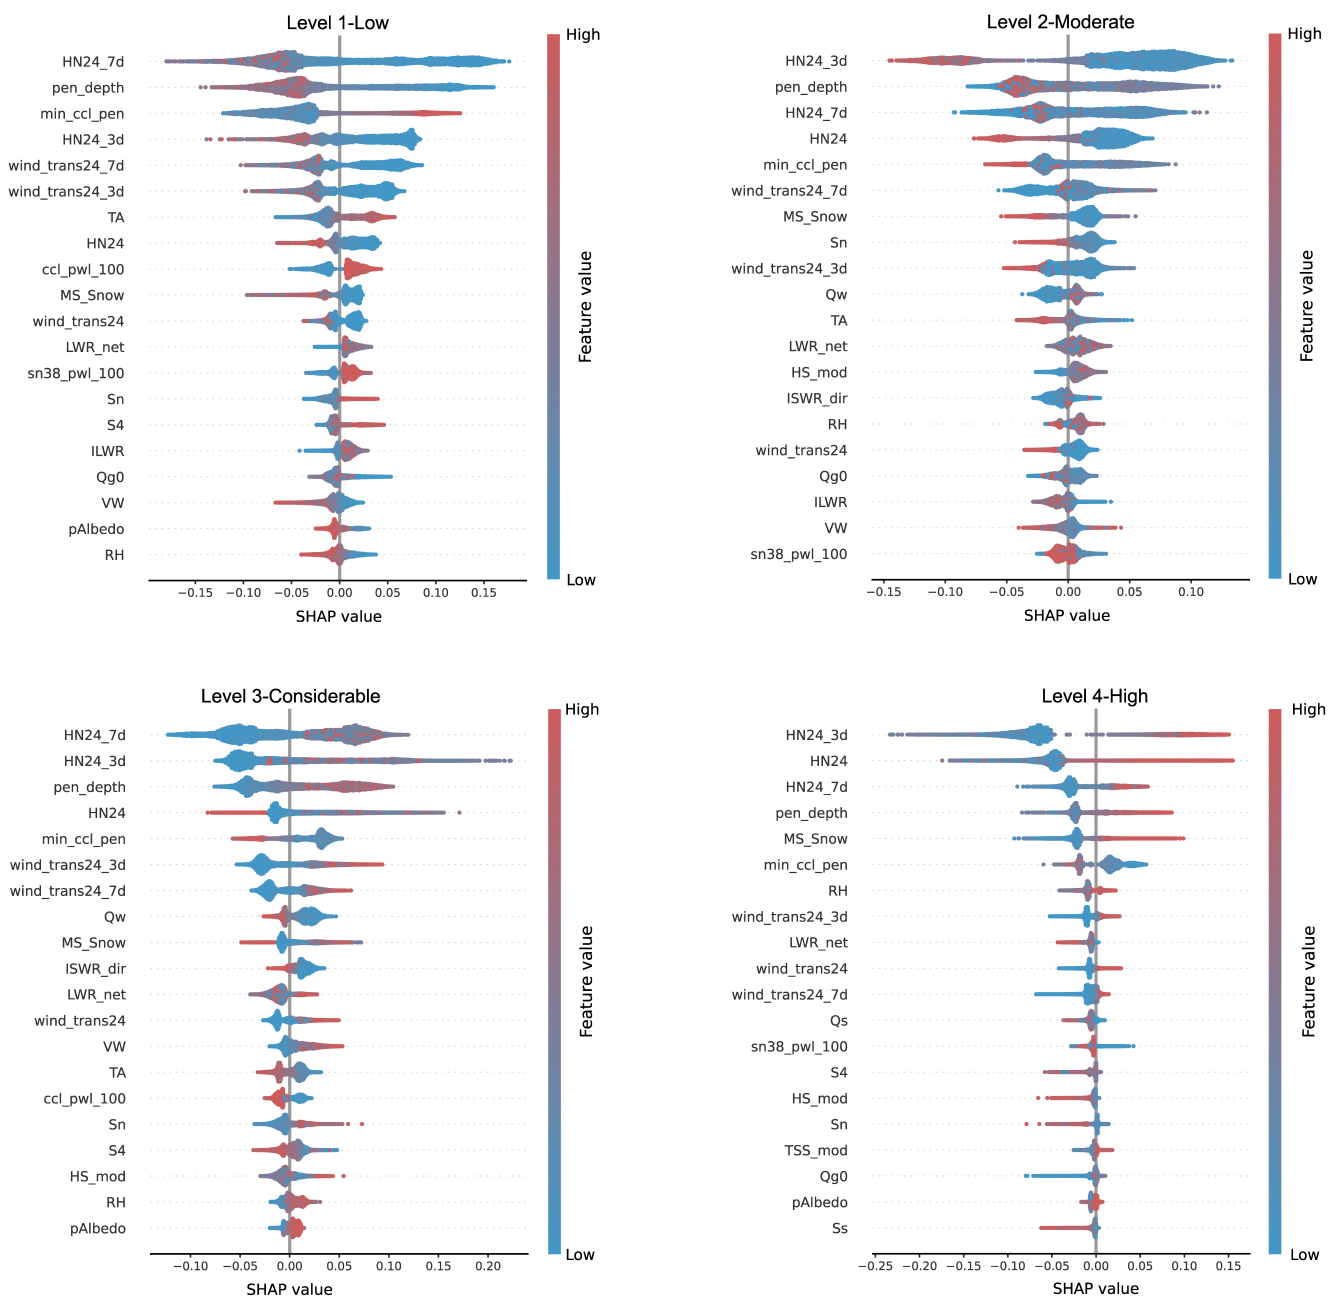 Level 1-Low
HN24_7d
pen_depth
min_ccl_pen
HN24_3d
wind_trans24_7d
wind_trans24_3d
TA
HN24
ccl_pwl_100
MS_Snow
wind_trans24
LWR_net
sn38_pwl_100
Sn
S4
ILWR
Qg0
VW
pAlbedo
RH
−0.15 −0.10 −0.05 0.00 0.05 0.10 0.15
SHAP value
High
Feature value
Low
Level 2-Moderate
HN24_3d
pen_depth
HN24_7d
HN24
min_ccl_pen
wind_trans24_7d
MS_Snow
Sn
wind_trans24_3d
Qw
TA
LWR_net
HS_mod
ISWR_dir
RH
wind_trans24
Qg0
ILWR
VW
sn38_pwl_100
−0.15 −0.10 −0.05 0.00 0.05 0.10
SHAP value
High
Feature value
Low
Level 3-Considerable
HN24_7d
HN24_3d
pen_depth
HN24
min_ccl_pen
wind_trans24_3d
wind_trans24_7d
Qw
MS_Snow
ISWR_dir
LWR_net
wind_trans24
VW
TA
ccl_pwl_100
Sn
S4
HS_mod
RH
pAlbedo
−0.10 −0.05 0.00 0.05 0.10 0.15 0.20
SHAP value
High
Feature value
Low
Level 4-High
HN24_3d
HN24
HN24_7d
pen_depth
MS_Snow
min_ccl_pen
RH
wind_trans24_3d
LWR_net
wind_trans24
wind_trans24_7d
Qs
sn38_pwl_100
S4
HS_mod
Sn
TSS_mod
Qg0
pAlbedo
Ss
−0.25 −0.20 −0.15 −0.10 −0.05 0.00 0.05 0.10 0.15
SHAP value
High
Feature value
Low